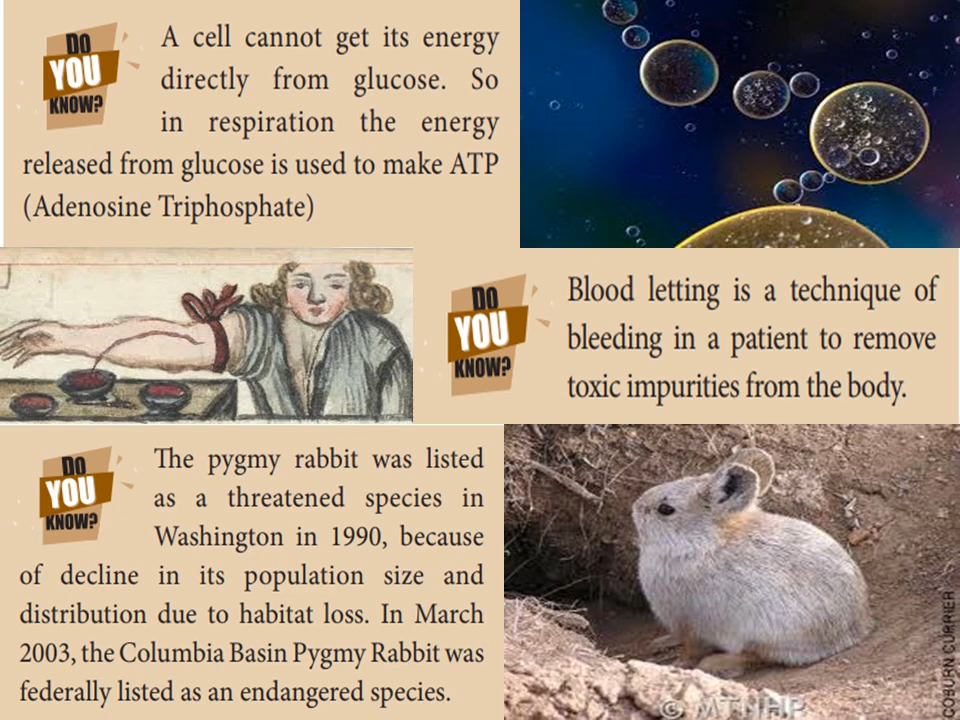 DO
YOU
KNOW?
A cell cannot get its energy
directly from glucose. So
in respiration the energy
released from glucose is used to make ATP
(Adenosine Triphosphate)
DO
YOU
KNOW?
Blood letting is a technique of
bleeding in a patient to remove
toxic impurities from the body.
DO
YOU
KNOW?
The pygmy rabbit was listed
as a threatened species in
Washington in 1990, because
of decline in its population size and
distribution due to habitat loss. In March
2003, the Columbia Basin Pygmy Rabbit was
federally listed as an endangered species.
COBURN CURRIER
© MTNHP